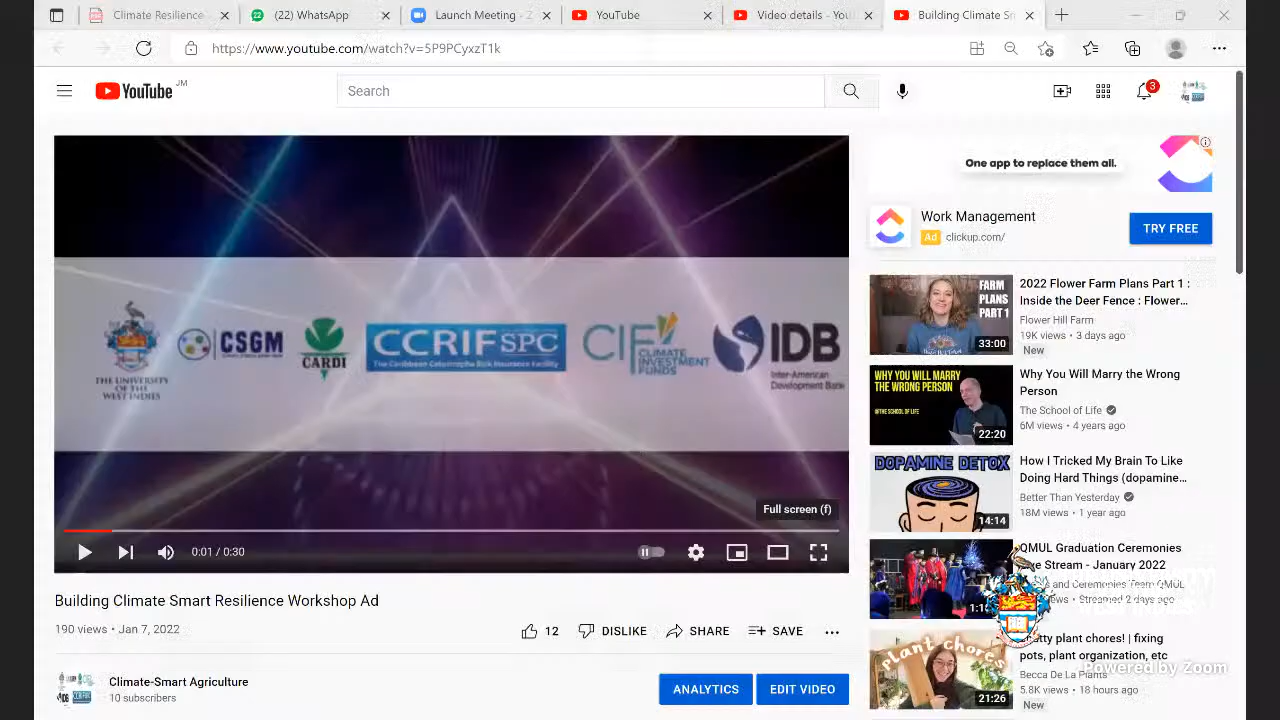 Climate Resilience
(22) WhatsApp
Launch Meeting - Z
YouTube
Video details - You
Building Climate Sm
https://www.youtube.com/watch?v=5P9PCyxzT1k
YouTube JM
Search
3
One app to replace them all.
Work Management
Ad clickup.com/
TRY FREE
THE UNIVERSITY
OF THE
WEST INDIES
CSGM
CARDI
CCRIF SPC
The Caribbean Catastrophe Risk Insurance Facility
CIF
CLIMATE
INVESTMENT
FUNDS
IDB
Inter-American
Development Bank
Full screen (f)
0:01 / 0:30
Building Climate Smart Resilience Workshop Ad
190 views • Jan 7, 2022
12 DISLIKE SHARE SAVE
Climate-Smart Agriculture
10 subscribers
ANALYTICS EDIT VIDEO
FARM
PLANS
PART 1
33:00
2022 Flower Farm Plans Part 1 :
Inside the Deer Fence : Flower...
Flower Hill Farm
19K views • 3 days ago
New
WHY YOU WILL MARRY
THE WRONG PERSON
@THE SCHOOL OF LIFE
22:20
Why You Will Marry the Wrong
Person
The School of Life
6M views • 4 years ago
DOPAMINE DETOX
14:14
How I Tricked My Brain To Like
Doing Hard Things (dopamine...
Better Than Yesterday
18M views • 1 year ago
QMUL Graduation Ceremonies
Stream - January 2022
and Ceremonies Team QMUL
Streamed 2 days ago
plant chores
21:26
plant chores! | fixing
pots, plant organization, etc
Becca De La Plants
5.8K views • 18 hours ago
New
Powered by Zoom